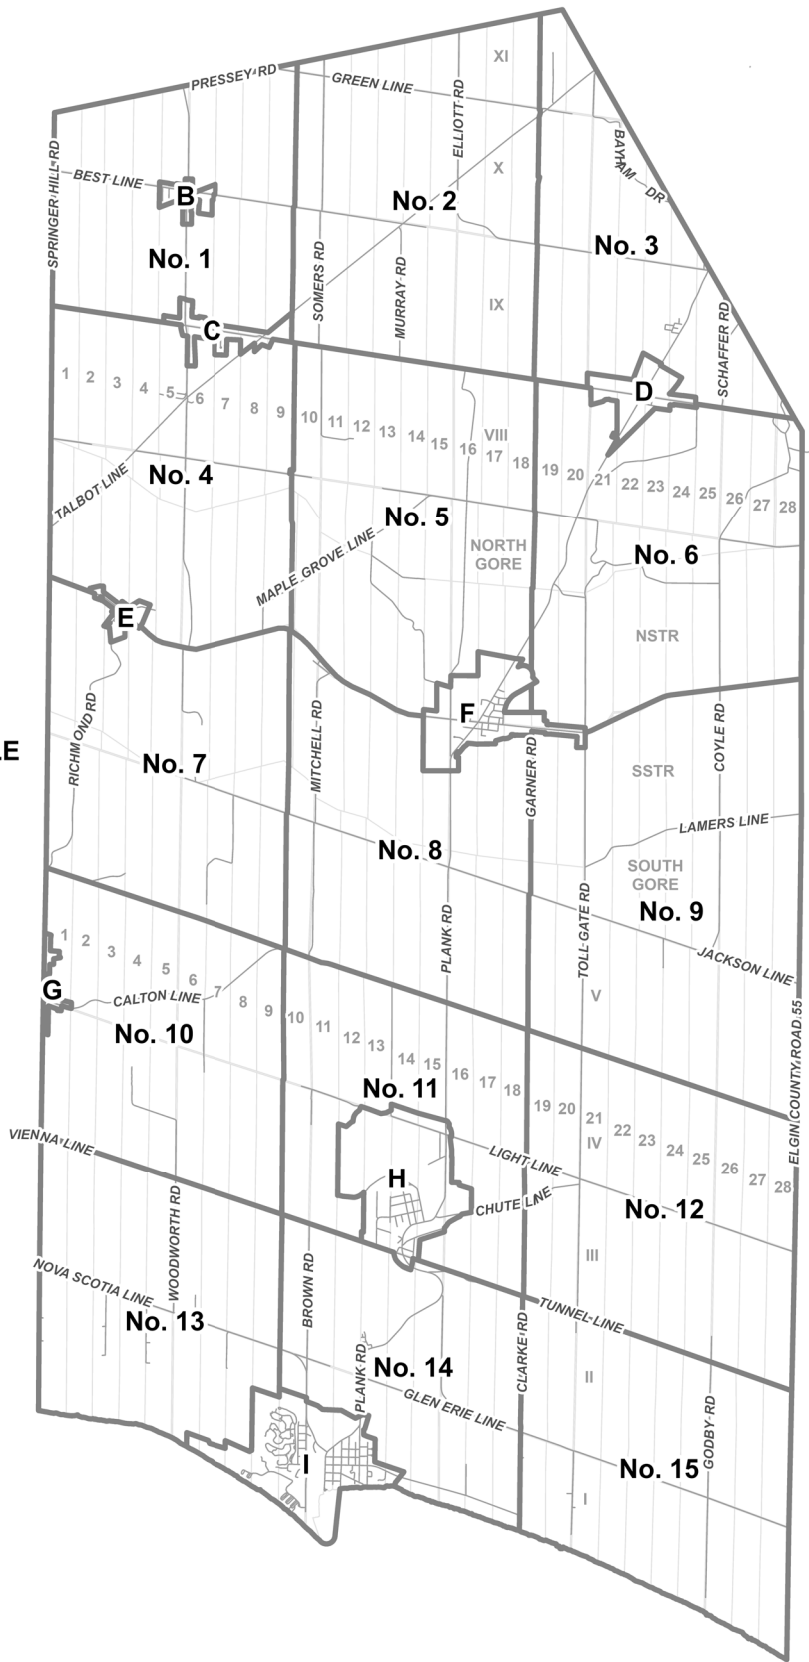 XI
PRESSEY RD
GREEN LINE
ELLIOTT RD
BAYHAM DR
SPRINGER HILL RD
BEST LINE
B
X
No. 2
No. 1
No. 3
SOMERS RD
MURRAY RD
IX
SCHAFFER RD
C
D
1 2 3 4 5 6 7 8 9 10 11 12 13 14 15 16 17 18 19 20 21 22 23 24 25 26 27 28
VIII
TALBOT LINE
No. 4
No. 5
MAPLE GROVE LINE
NORTH
GORE
No. 6
E
NSTR
F
RICHMOND RD
MITCHELL RD
COYLE RD
LE
No. 7
GARNER RD
SSTR
LAMERS LINE
No. 8
SOUTH
GORE
No. 9
PLANK RD
TOLL GATE RD
JACKSON LINE
1 2 3 4 5 6 7 8 9 10 11 12 13 14 15 16 17 18 19 20 21 22 23 24 25 26 27 28
G
CALTON LINE
V
No. 10
ELGIN COUNTY ROAD 55
No. 11
IV
VIENNA LINE
LIGHT LINE
H
CHUTE LINE
No. 12
WOODWORTH RD
III
NOVA SCOTIA LINE
BROWN RD
No. 13
TUNNEL LINE
CLARKE RD
PLANK RD
No. 14
II
GLEN ERIE LINE
GODBY RD
I
No. 15
I